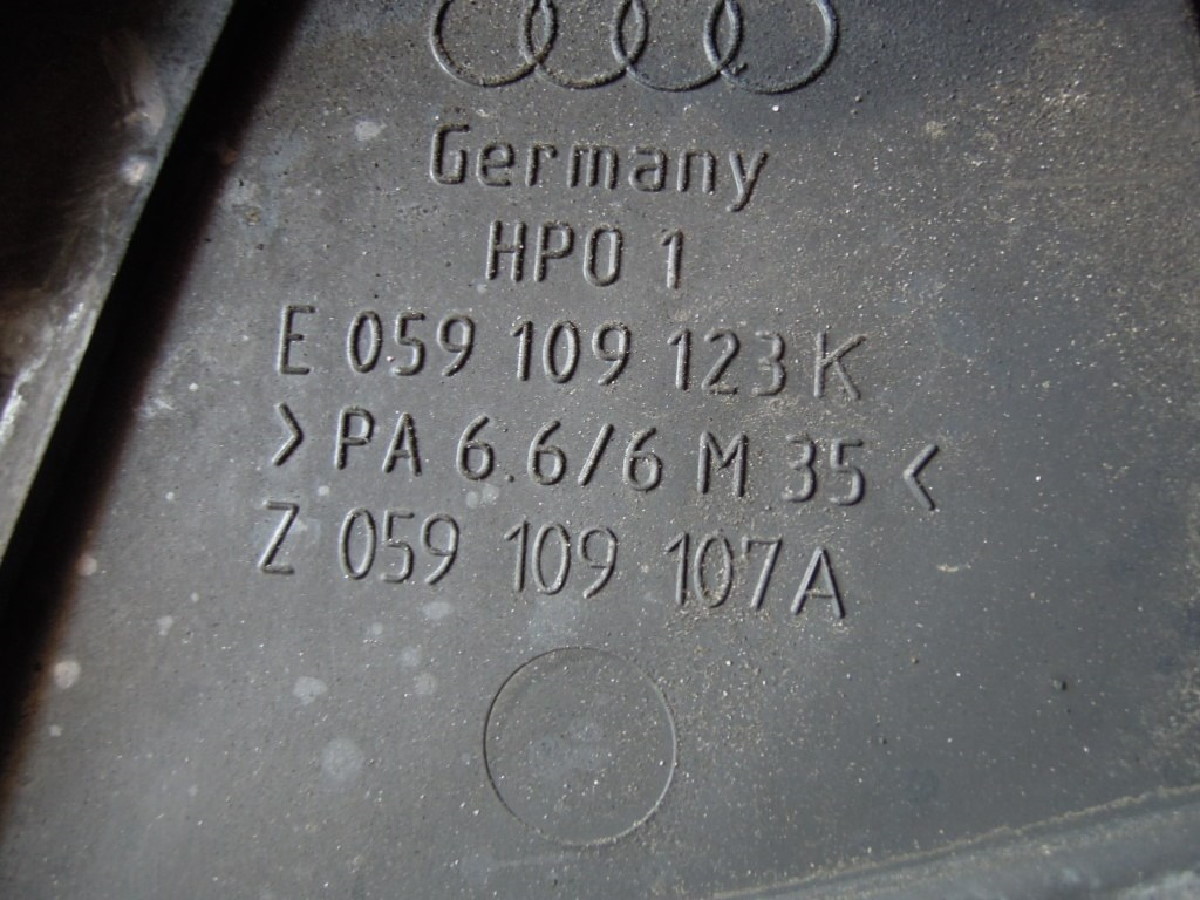 Germany
HPO 1
E 059 109 123 K
>PA 6.6/6 M 35<
Z 059 109 107A